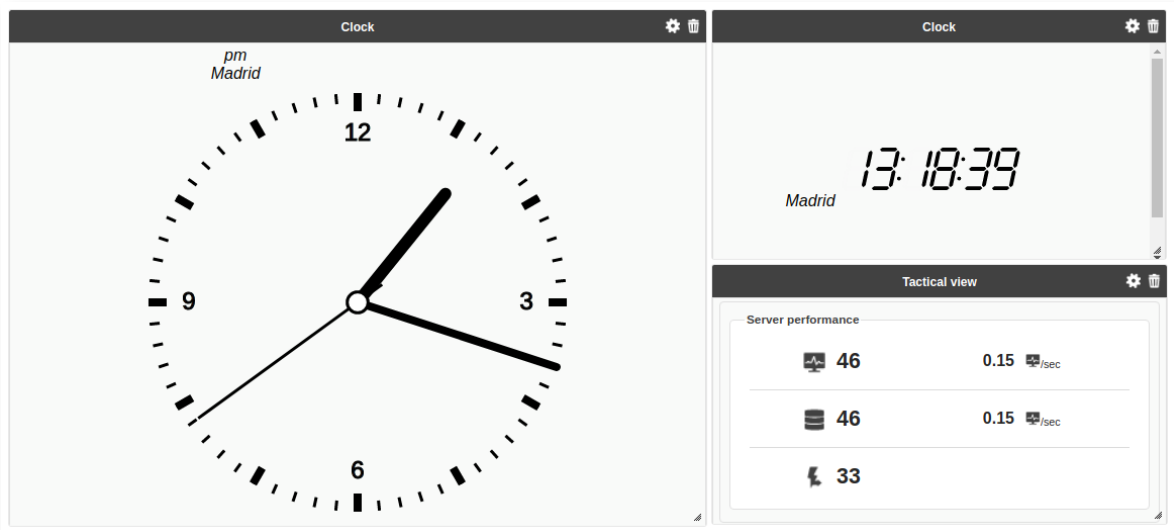 Clock
pm
Madrid
12
9
3
6
Clock
13:18:39
Madrid
Tactical view
Server performance
46 0.15 /sec
46 0.15 /sec
33